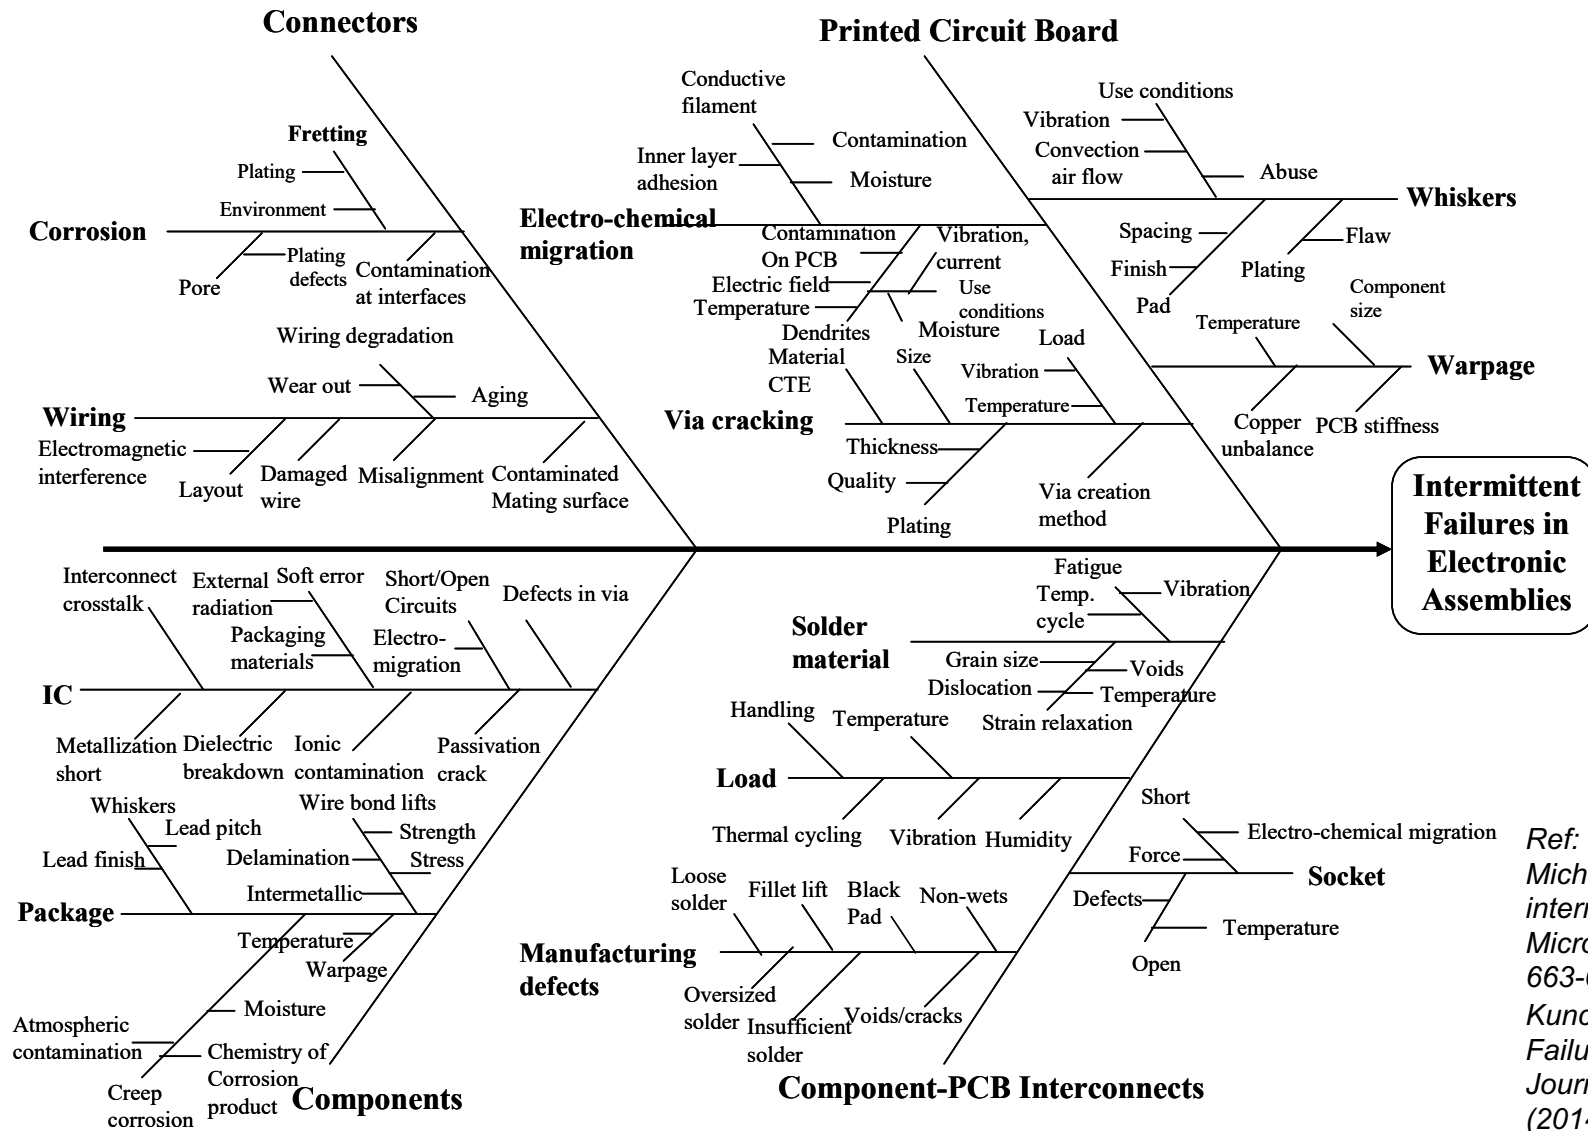 Connectors
Fretting
Plating
Environment
Corrosion
Pore
Plating
defects
Contamination
at interfaces
Wiring degradation
Wear out
Aging
Wiring
Electromagnetic
interference
Layout
Damaged
wire
Misalignment
Contaminated
Mating surface
Printed Circuit Board
Conductive
filament
Contamination
Inner layer
adhesion
Moisture
Electro-chemical
migration
Contamination
On PCB
Electric field
Temperature
Dendrites
Vibration,
current
Use
conditions
Moisture
Material
CTE
Size
Load
Vibration
Temperature
Via cracking
Thickness
Quality
Plating
Via creation
method
Use conditions
Vibration
Convection
air flow
Abuse
Whiskers
Spacing
Finish
Pad
Flaw
Plating
Component
size
Temperature
Warpage
Copper
unbalance
PCB stiffness
Intermittent
Failures in
Electronic
Assemblies
Interconnect
crosstalk
External
radiation
Soft error
Packaging
materials
Short/Open
Circuits
Electro-
migration
Defects in via
IC
Metallization
short
Dielectric
breakdown
Ionic
contamination
Passivation
crack
Whiskers
Lead pitch
Lead finish
Wire bond lifts
Strength
Delamination
Stress
Intermetallic
Package
Temperature
Warpage
Moisture
Atmospheric
contamination
Chemistry of
Corrosion
product
Creep
corrosion
Components
Fatigue
Temp.
cycle
Vibration
Solder
material
Grain size
Dislocation
Voids
Temperature
Strain relaxation
Handling
Temperature
Load
Thermal cycling
Vibration
Humidity
Short
Electro-chemical migration
Force
Socket
Defects
Temperature
Open
Loose
solder
Fillet lift
Black
Pad
Non-wets
Manufacturing
defects
Oversized
solder
Insufficient
solder
Voids/cracks
Component-PCB Interconnects
Ref:
Mich
inter
Micro
663-
Kunc
Failu
Journ
(2014